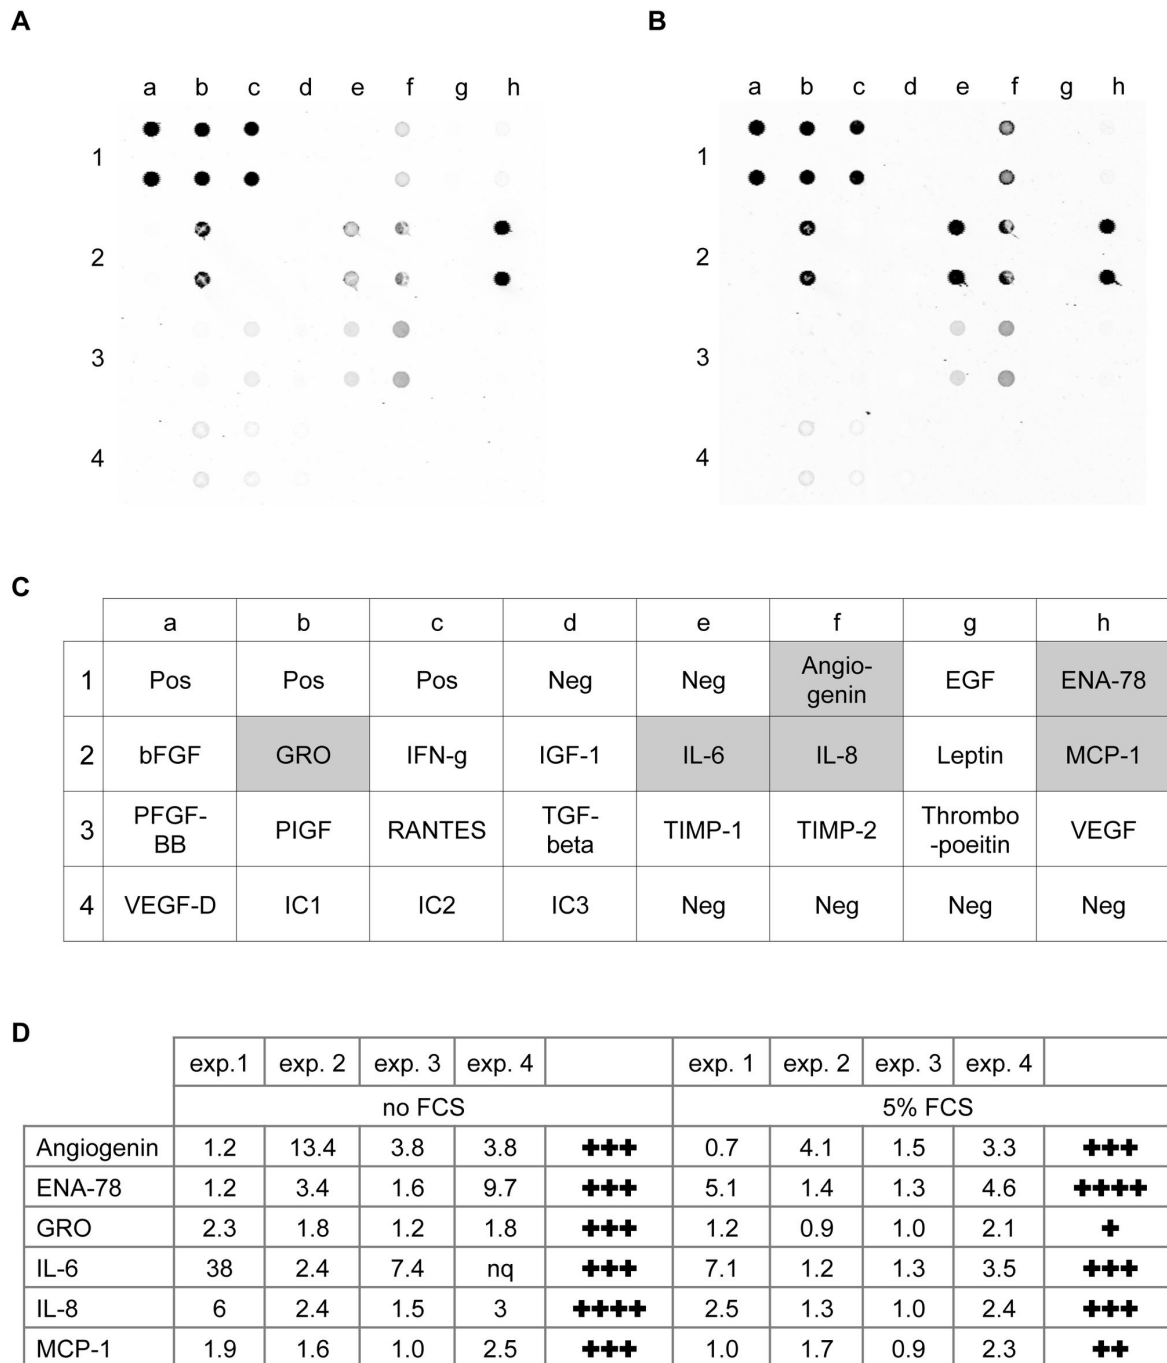 A
B
a b c d e f g h
a b c d e f g h
1
1
2
2
3
3
4
4
C
a b c d e f g h
1 Pos Pos Pos Neg Neg Angio-genin EGF ENA-78
2 bFGF GRO IFN-g IGF-1 IL-6 IL-8 Leptin MCP-1
3 PFGF-BB PIGF RANTES TGF-beta TIMP-1 TIMP-2 Thrombo-poeitin VEGF
4 VEGF-D IC1 IC2 IC3 Neg Neg Neg Neg
D
exp.1 exp. 2 exp. 3 exp. 4 exp. 1 exp. 2 exp. 3 exp. 4
no FCS 5% FCS
Angiogenin 1.2 13.4 3.8 3.8 +++ 0.7 4.1 1.5 3.3 +++
ENA-78 1.2 3.4 1.6 9.7 +++ 5.1 1.4 1.3 4.6 ++++
GRO 2.3 1.8 1.2 1.8 +++ 1.2 0.9 1.0 2.1 +
IL-6 38 2.4 7.4 nq +++ 7.1 1.2 1.3 3.5 +++
IL-8 6 2.4 1.5 3 ++++ 2.5 1.3 1.0 2.4 +++
MCP-1 1.9 1.6 1.0 2.5 +++ 1.0 1.7 0.9 2.3 ++